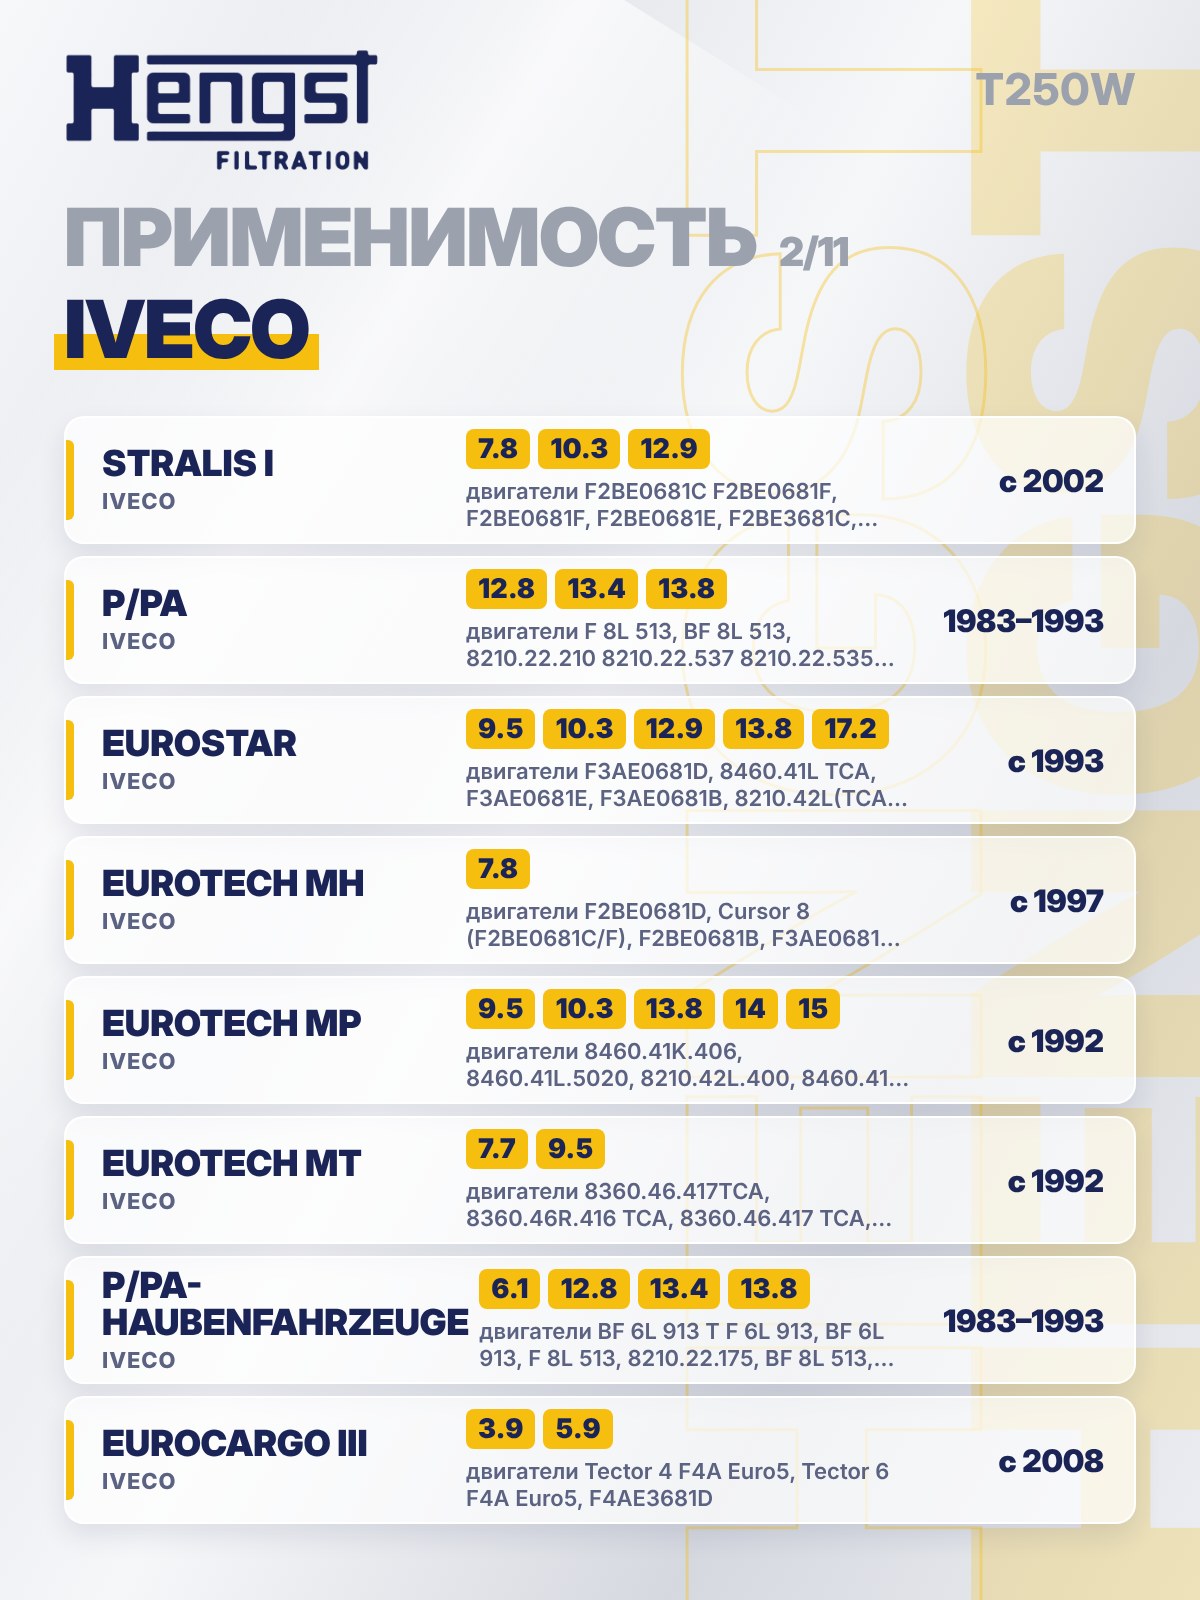 Hengst
FILTRATION
T250W
ПРИМЕНИМОСТЬ 2/11
IVECO
STRALIS I
IVECO
7.8 10.3 12.9
двигатели F2BE0681C F2BE0681F,
F2BE0681F, F2BE0681E, F2BE3681C,...
с 2002
P/PA
IVECO
12.8 13.4 13.8
двигатели F 8L 513, BF 8L 513,
8210.22.210 8210.22.537 8210.22.535...
1983–1993
EUROSTAR
IVECO
9.5 10.3 12.9 13.8 17.2
двигатели F3AE0681D, 8460.41L TCA,
F3AE0681E, F3AE0681B, 8210.42L(TCA...
с 1993
EUROTECH MH
IVECO
7.8
двигатели F2BE0681D, Cursor 8
(F2BE0681C/F), F2BE0681B, F3AE0681...
с 1997
EUROTECH MP
IVECO
9.5 10.3 13.8 14 15
двигатели 8460.41K.406,
8460.41L.5020, 8210.42L.400, 8460.41...
с 1992
EUROTECH MT
IVECO
7.7 9.5
двигатели 8360.46.417TCA,
8360.46R.416 TCA, 8360.46.417 TCA,...
с 1992
P/PA-
HAUBENFAHRZEUGE
IVECO
6.1 12.8 13.4 13.8
двигатели BF 6L 913 T F 6L 913, BF 6L
913, F 8L 513, 8210.22.175, BF 8L 513,...
1983–1993
EUROCARGO III
IVECO
3.9 5.9
двигатели Tector 4 F4A Euro5, Tector 6
F4A Euro5, F4AE3681D
с 2008